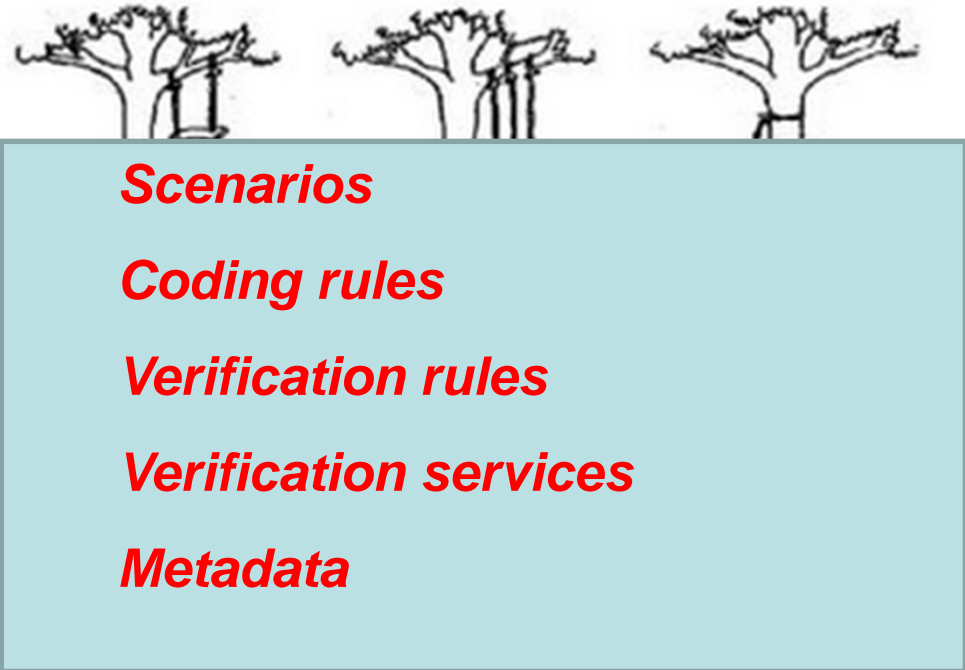 Scenarios
Coding rules
Verification rules
Verification services
Metadata